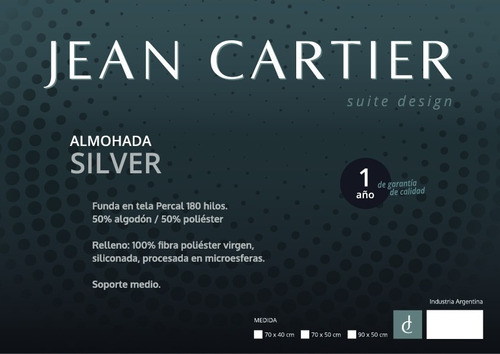 JEAN CARTIER
suite design
ALMOHADA
SILVER
1
año
de garantía
de calidad
Funda en tela Percal 180 hilos.
50% algodón / 50% poliéster
Relleno: 100% fibra poliéster virgen,
siliconada, procesada en microesferas.
Soporte medio.
Industria Argentina
MEDIDA
70 x 40 cm 70 x 50 cm 90 x 50 cm